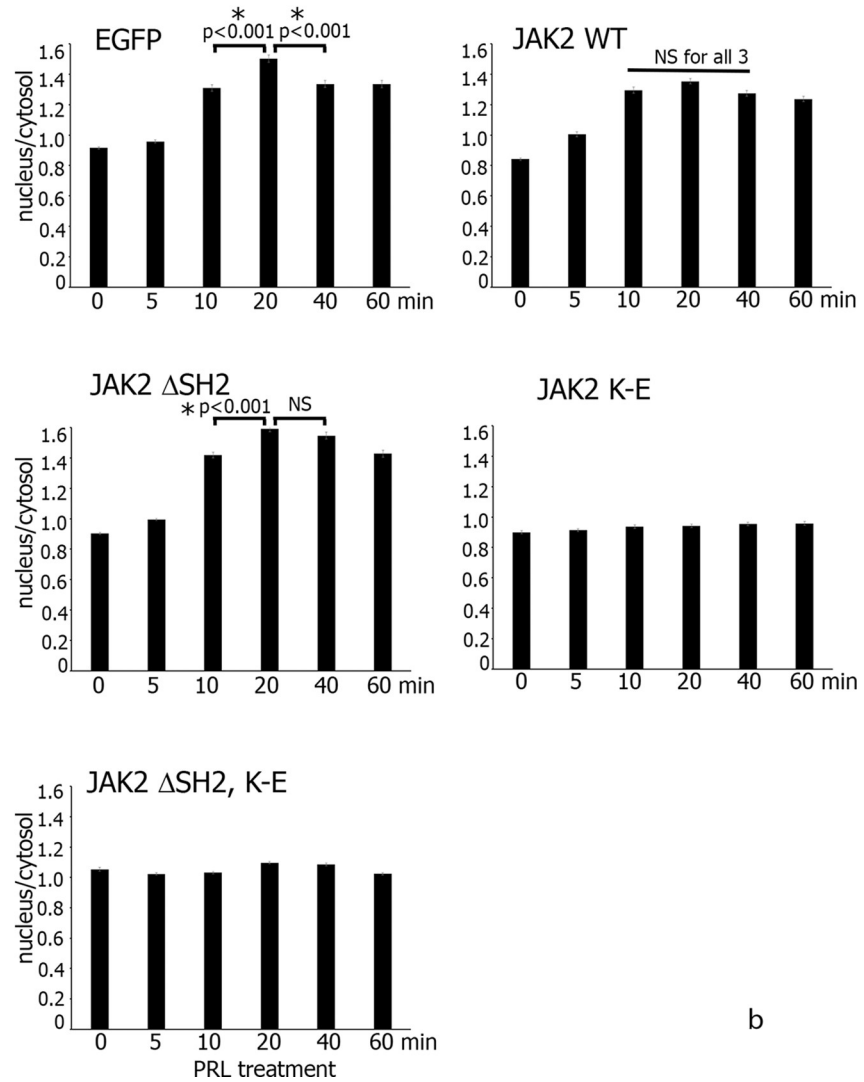 EGFP
*
*
p<0.001
p<0.001
nucleus/cytosol
1.6
1.4
1.2
1.0
0.8
0.6
0.4
0.2
0
0 5 10 20 40 60 min
JAK2 WT
NS for all 3
1.6
1.4
1.2
1.0
0.8
0.6
0.4
0.2
0
0 5 10 20 40 60 min
JAK2 ΔSH2
* p<0.001 NS
nucleus/cytosol
1.6
1.4
1.2
1.0
0.8
0.6
0.4
0.2
0
0 5 10 20 40 60 min
JAK2 K-E
1.6
1.4
1.2
1.0
0.8
0.6
0.4
0.2
0
0 5 10 20 40 60 min
JAK2 ΔSH2, K-E
nucleus/cytosol
1.6
1.4
1.2
1.0
0.8
0.6
0.4
0.2
0
0 5 10 20 40 60 min
PRL treatment
b